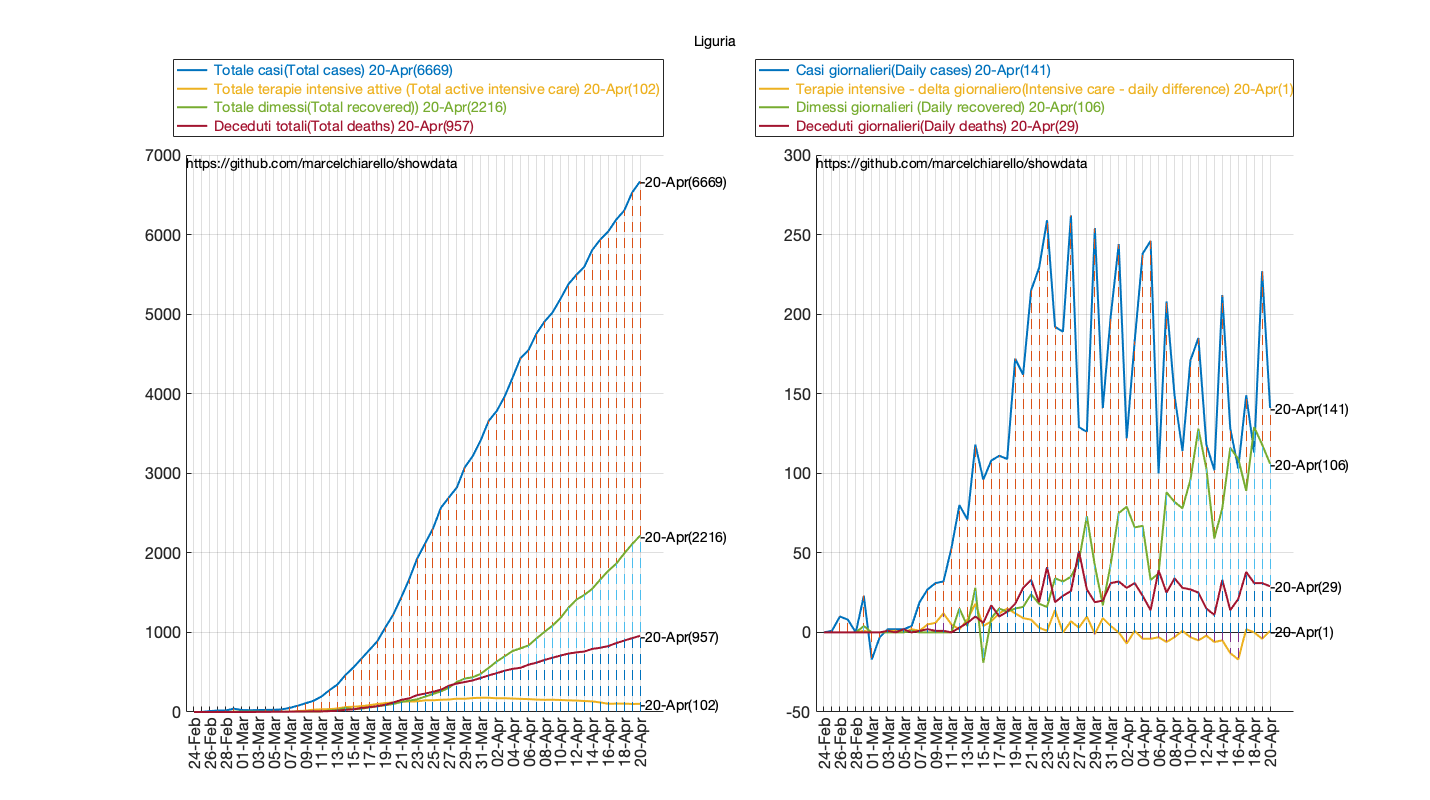 Liguria
Totale casi(Total cases) 20-Apr(6669)
Totale terapie intensive attive (Total active intensive care) 20-Apr(102)
Totale dimessi(Total recovered)) 20-Apr(2216)
Deceduti totali(Total deaths) 20-Apr(957)
7000
https://github.com/marcelchiarello/showdata
20-Apr(6669)
6000
5000
4000
3000
20-Apr(2216)
2000
1000
20-Apr(957)
20-Apr(102)
0
24-Feb
26-Feb
28-Feb
01-Mar
03-Mar
05-Mar
07-Mar
09-Mar
11-Mar
13-Mar
15-Mar
17-Mar
19-Mar
21-Mar
23-Mar
25-Mar
27-Mar
29-Mar
31-Mar
02-Apr
04-Apr
06-Apr
08-Apr
10-Apr
12-Apr
14-Apr
16-Apr
18-Apr
20-Apr
Casi giornalieri(Daily cases) 20-Apr(141)
Terapie intensive - delta giornaliero(Intensive care - daily difference) 20-Apr(1)
Dimessi giornalieri (Daily recovered) 20-Apr(106)
Deceduti giornalieri(Daily deaths) 20-Apr(29)
300
https://github.com/marcelchiarello/showdata
250
200
150
20-Apr(141)
100
20-Apr(106)
50
20-Apr(29)
0
20-Apr(1)
-50
24-Feb
26-Feb
28-Feb
01-Mar
03-Mar
05-Mar
07-Mar
09-Mar
11-Mar
13-Mar
15-Mar
17-Mar
19-Mar
21-Mar
23-Mar
25-Mar
27-Mar
29-Mar
31-Mar
02-Apr
04-Apr
06-Apr
08-Apr
10-Apr
12-Apr
14-Apr
16-Apr
18-Apr
20-Apr